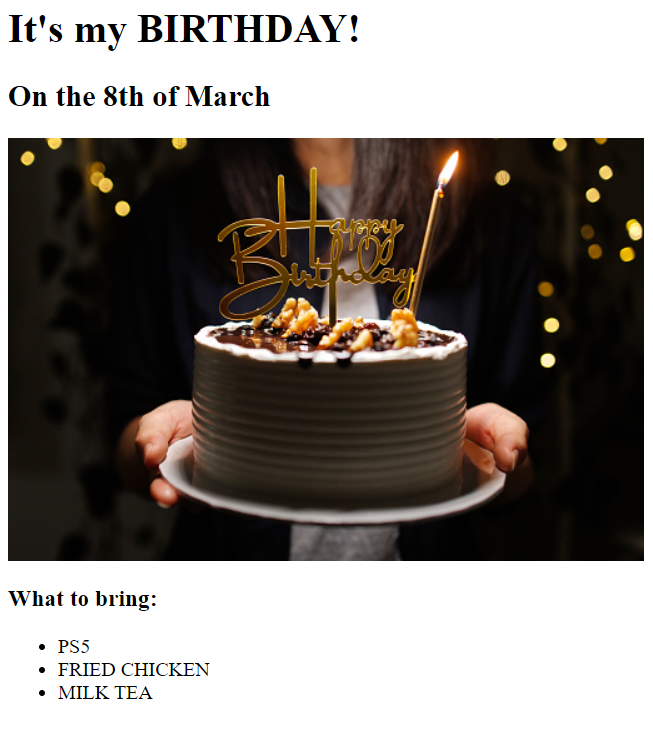 It's my BIRTHDAY!
On the 8th of March
Happy
Birthday
What to bring:
PS5
FRIED CHICKEN
MILK TEA